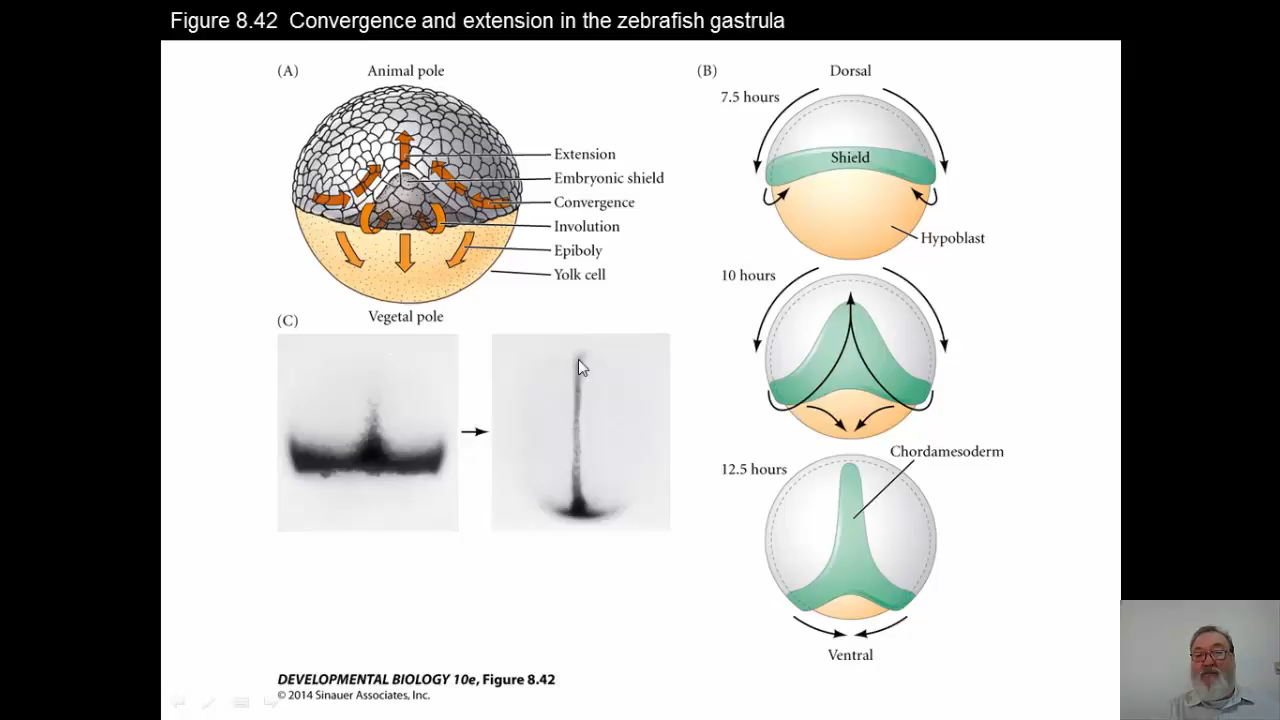 Figure 8.42 Convergence and extension in the zebrafish gastrula
(A)
Animal pole
Extension
Embryonic shield
Convergence
Involution
Epiboly
Yolk cell
Vegetal pole
(B)
Dorsal
7.5 hours
Shield
Hypoblast
10 hours
12.5 hours
Chordamesoderm
Ventral
(C)
DEVELOPMENTAL BIOLOGY 10e, Figure 8.42
© 2014 Sinauer Associates, Inc.